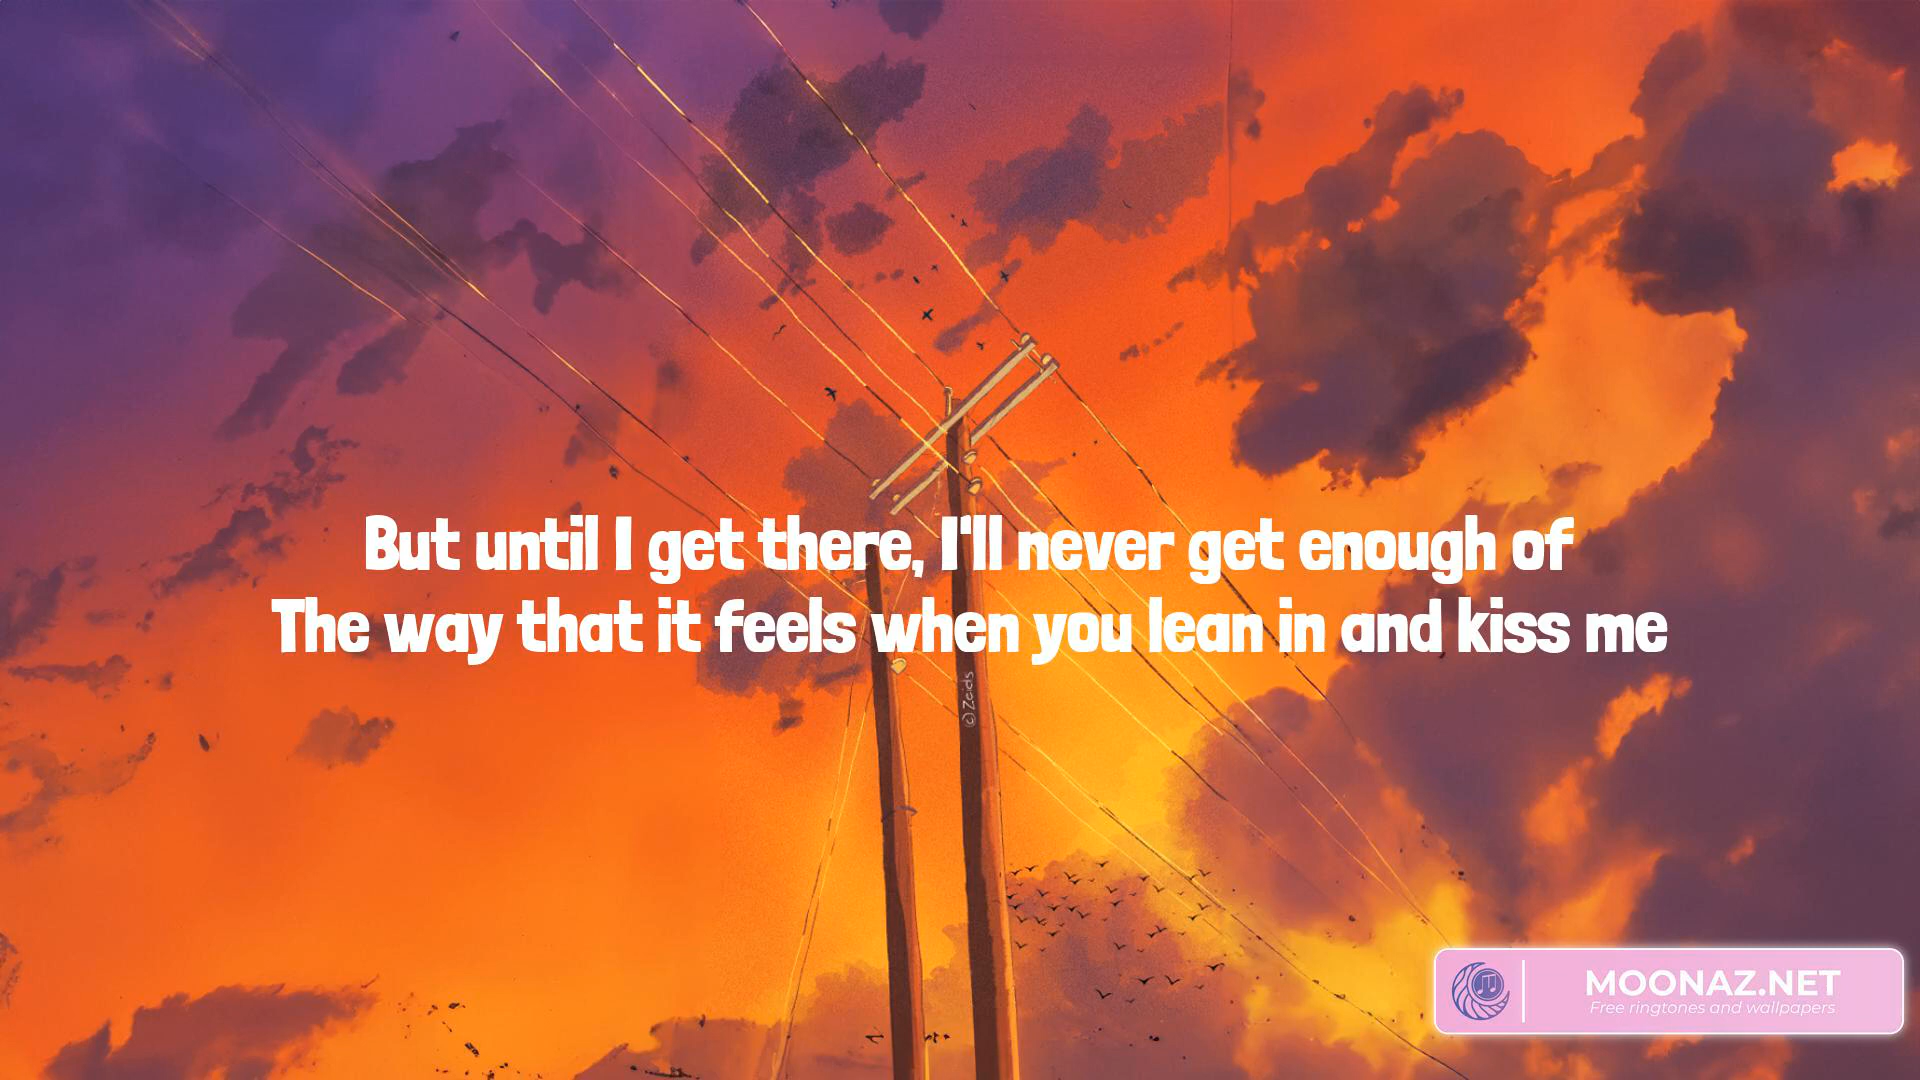 But until I get there, I'll never get enough of
The way that it feels when you lean in and kiss me
(c) Zaids
MOONAZ.NET
Free ringtones and wallpapers